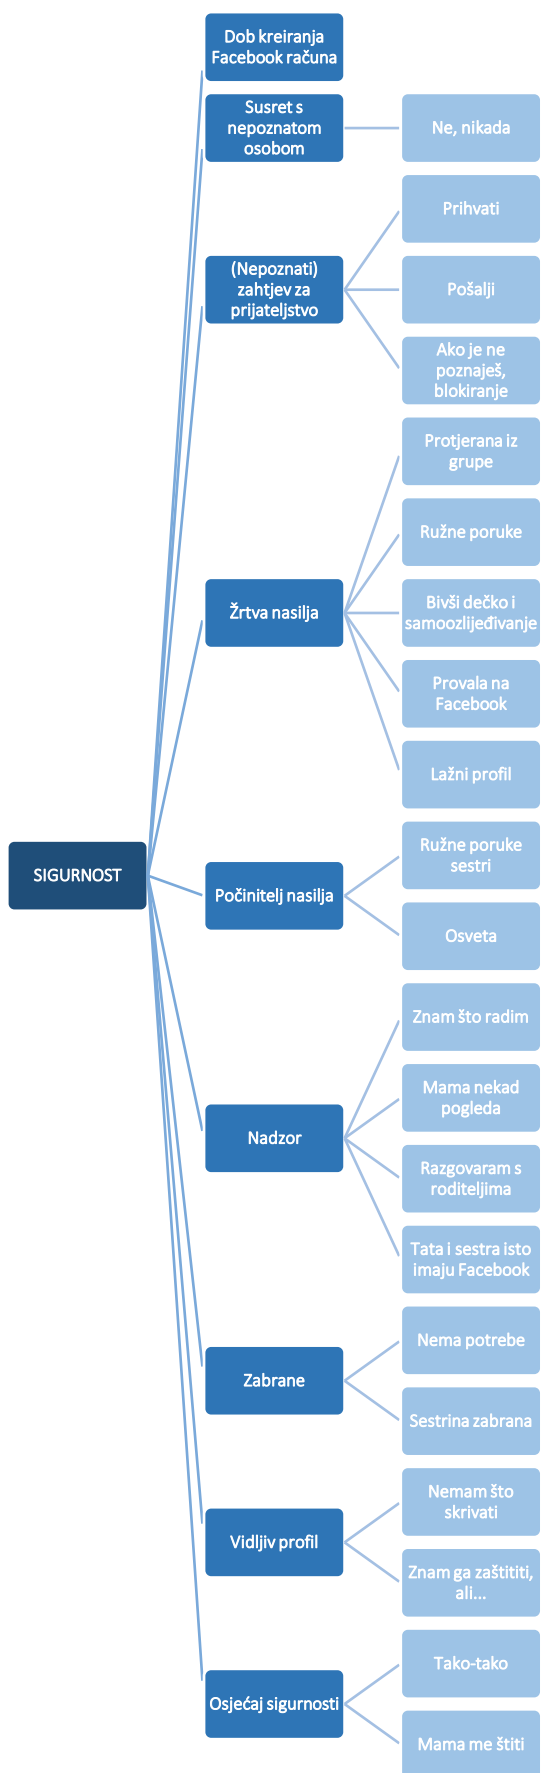 SIGURNOST
Dob kreiranja
Facebook računa
Susret s
nepoznatom
osobom
Ne, nikada
(Nepoznati)
zahtjev za
prijateljstvo
Prihvati
Pošalji
Ako je ne
poznaješ,
blokiranje
Žrtva nasilja
Protjerana iz
grupe
Ružne poruke
Bivši dečko i
samoozlijeđivanje
Provala na
Facebook
Lažni profil
Počinitelj nasilja
Ružne poruke
sestri
Osveta
Nadzor
Znam što radim
Mama nekad
pogleda
Razgovaram s
roditeljima
Tata i sestra isto
imaju Facebook
Zabrane
Nema potrebe
Sestrina zabrana
Vidljiv profil
Nemam što
skrivati
Znam ga zaštititi,
ali...
Osjećaj sigurnosti
Tako-tako
Mama me štiti